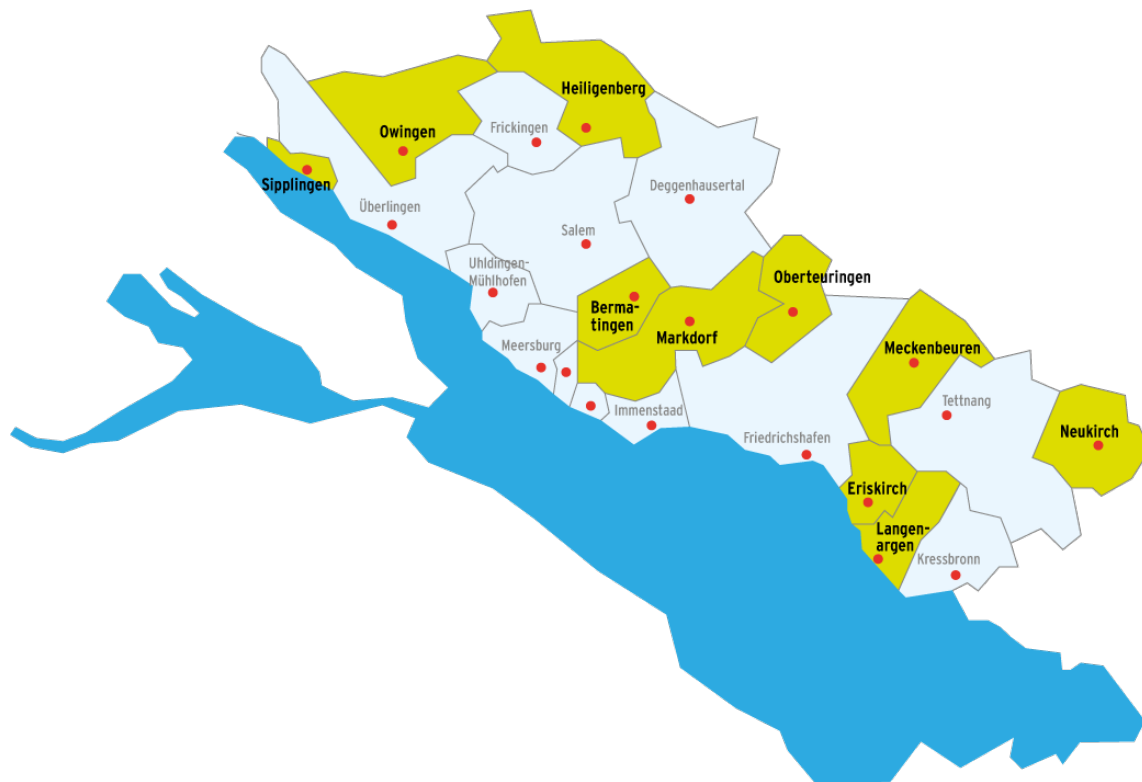 Heiligenberg
Owingen
Frickingen
Sipplingen
Deggenhausertal
Überlingen
Salem
Uhldingen-
Mühlhofen
Oberteuringen
Berma-
tingen
Markdorf
Meersburg
Meckenbeuren
Immenstaad
Tettnang
Friedrichshafen
Neukirch
Eriskirch
Langen-
argen
Kressbronn